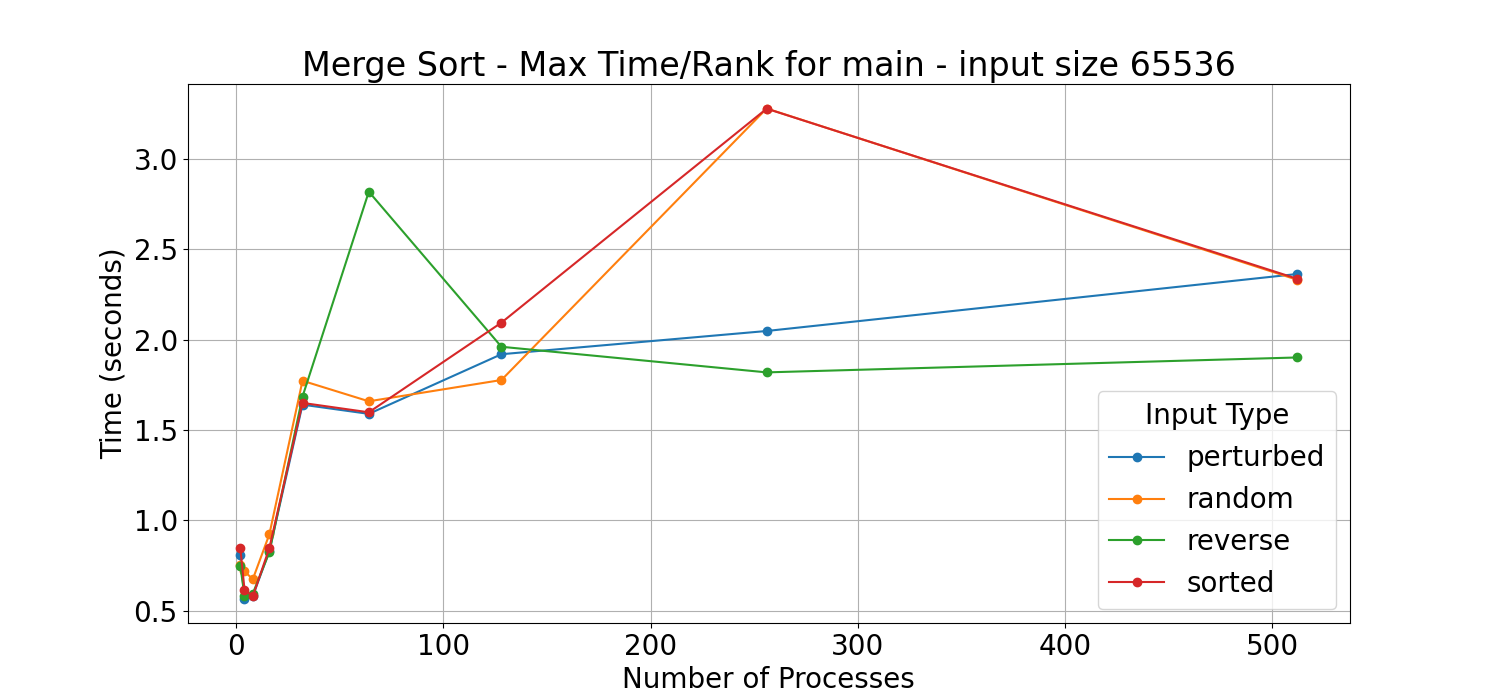 Merge Sort - Max Time/Rank for main - input size 65536
Time (seconds)
3.0
2.5
2.0
1.5
1.0
0.5
0 100 200 300 400 500
Number of Processes
Input Type
perturbed
random
reverse
sorted